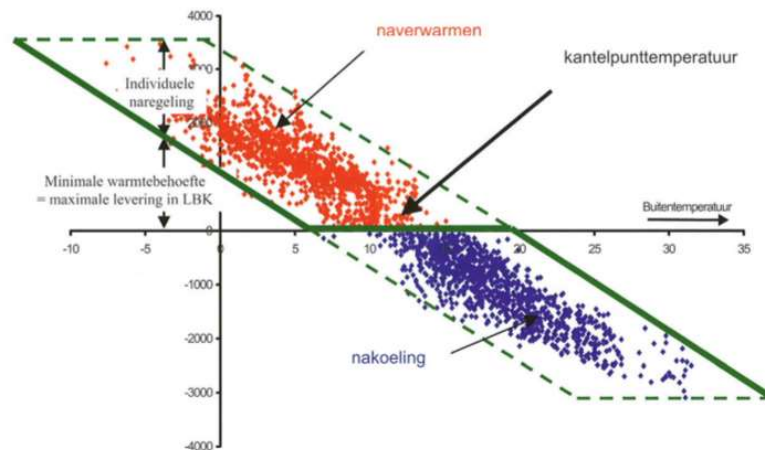 4000
naverwarmen
kantelpunttemperatuur
Individuele
naregeling
Minimale warmtebehoefte
= maximale levering in LBK
Buitentemperatuur
0
-10
-5
0
5
10
15
20
25
30
35
-1000
-2000
nakoeling
-3000
-4000